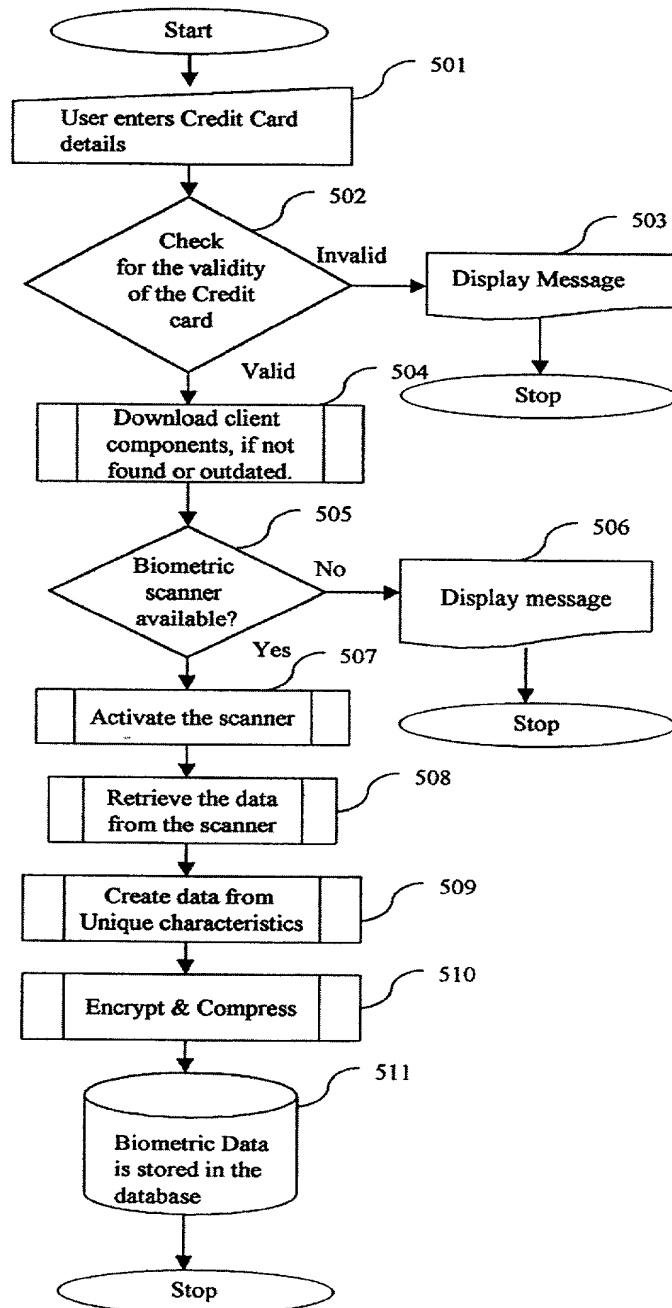 Start
501
User enters Credit Card
details
502
Check
for the validity
of the Credit
card
Invalid
503
Display Message
Stop
Valid
504
Download client
components, if not
found or outdated.
505
Biometric
scanner
available?
No
506
Display message
Stop
Yes
507
Activate the scanner
508
Retrieve the data
from the scanner
509
Create data from
Unique characteristics
510
Encrypt & Compress
511
Biometric Data
is stored in the
database
Stop